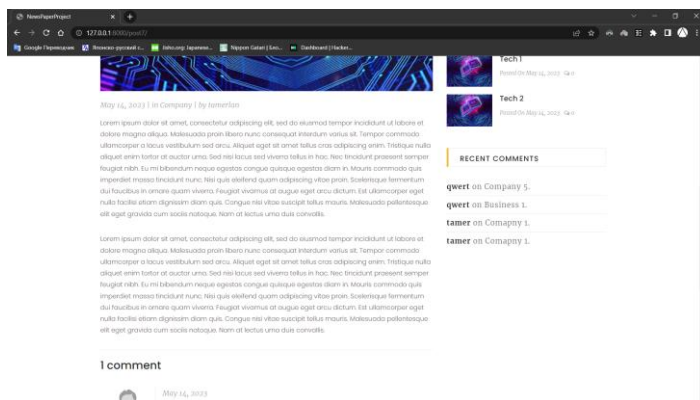 NewsPaperProject
127.0.0.1:8000/post/7/
Google Переводчик
Японско-русский с...
Jisho.org: Japanese...
Nippon Gatari | Бло...
Dashboard | Hacker...
Tech 1
Posted On May 14, 2023 0
Tech 2
Posted On May 14, 2023 0
May 14, 2023 | in Company | by tamerlan
Lorem ipsum dolor sit amet, consectetur adipiscing elit, sed do eiusmod tempor incididunt ut labore et
dolore magna aliqua. Malesuada proin libero nunc consequat interdum varius sit. Tempor commodo
ullamcorper a lacus vestibulum sed arcu. Aliquet eget sit amet tellus cras adipiscing enim. Tristique nulla
aliquet enim tortor at auctor urna. Sed nisi lacus sed viverra tellus in hac. Nec tincidunt praesent semper
feugiat nibh. Eu mi bibendum neque egestas congue quisque egestas diam in. Mauris commodo quis
imperdiet massa tincidunt nunc. Nisi quis eleifend quam adipiscing vitae proin. Scelerisque fermentum
dui faucibus in ornare quam viverra. Feugiat vivamus at augue eget arcu dictum. Est ullamcorper eget
nulla facilisi etiam dignissim diam quis. Congue nisi vitae suscipit tellus mauris. Malesuada pellentesque
elit eget gravida cum sociis natoque. Nam at lectus urna duis convallis.
Lorem ipsum dolor sit amet, consectetur adipiscing elit, sed do eiusmod tempor incididunt ut labore et
dolore magna aliqua. Malesuada proin libero nunc consequat interdum varius sit. Tempor commodo
ullamcorper a lacus vestibulum sed arcu. Aliquet eget sit amet tellus cras adipiscing enim. Tristique nulla
aliquet enim tortor at auctor urna. Sed nisi lacus sed viverra tellus in hac. Nec tincidunt praesent semper
feugiat nibh. Eu mi bibendum neque egestas congue quisque egestas diam in. Mauris commodo quis
imperdiet massa tincidunt nunc. Nisi quis eleifend quam adipiscing vitae proin. Scelerisque fermentum
dui faucibus in ornare quam viverra. Feugiat vivamus at augue eget arcu dictum. Est ullamcorper eget
nulla facilisi etiam dignissim diam quis. Congue nisi vitae suscipit tellus mauris. Malesuada pellentesque
elit eget gravida cum sociis natoque. Nam at lectus urna duis convallis.
RECENT COMMENTS
qwert on Company 5.
qwert on Business 1.
tamer on Comapny 1.
tamer on Comapny 1.
1 comment
May 14, 2023